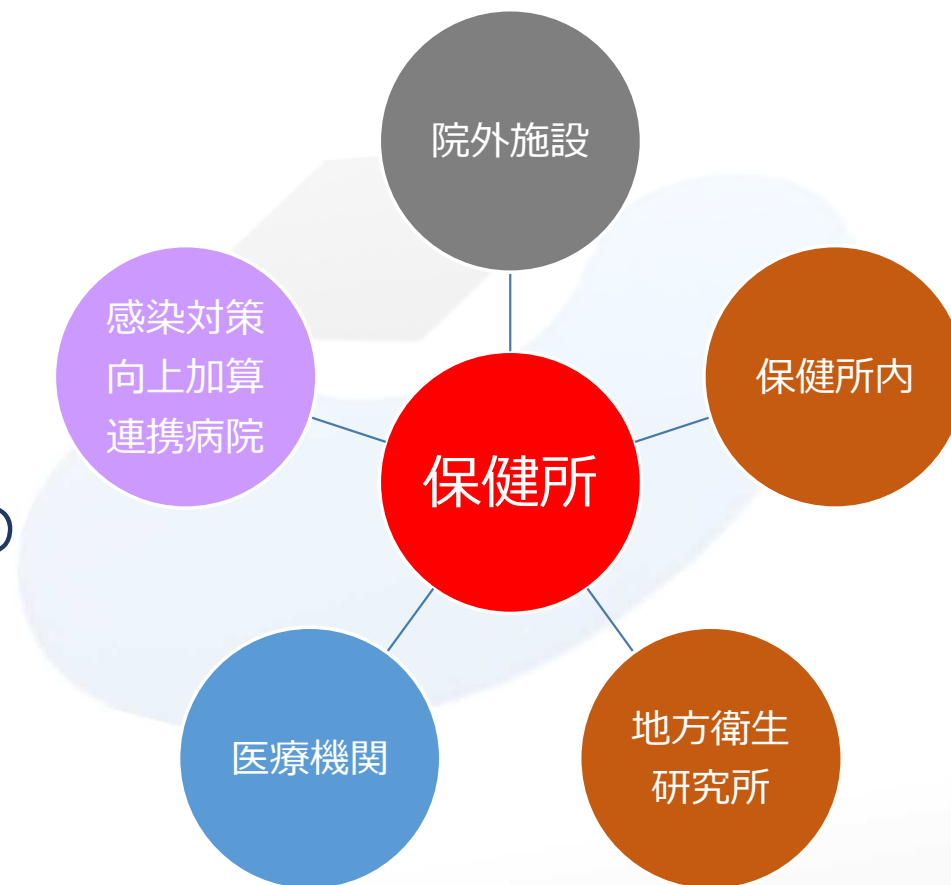 院外施設
感染対策
向上加算
連携病院
保健所内
保健所
の
医療機関
地方衛生
研究所